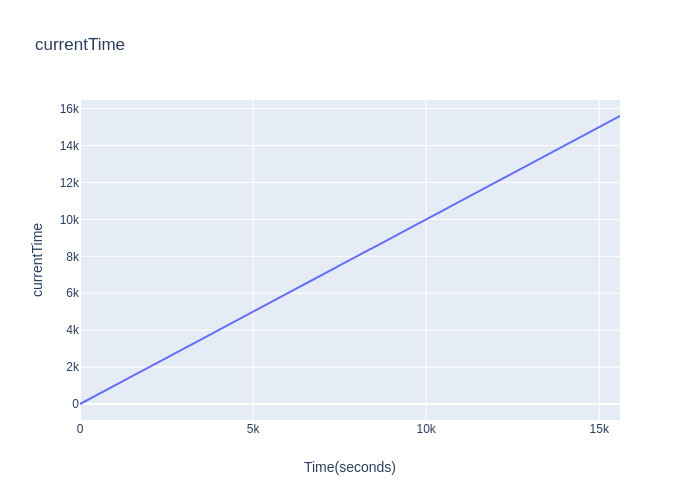 currentTime
16k
14k
12k
10k
8k
6k
4k
2k
0
currentTime
0 5k 10k 15k
Time(seconds)